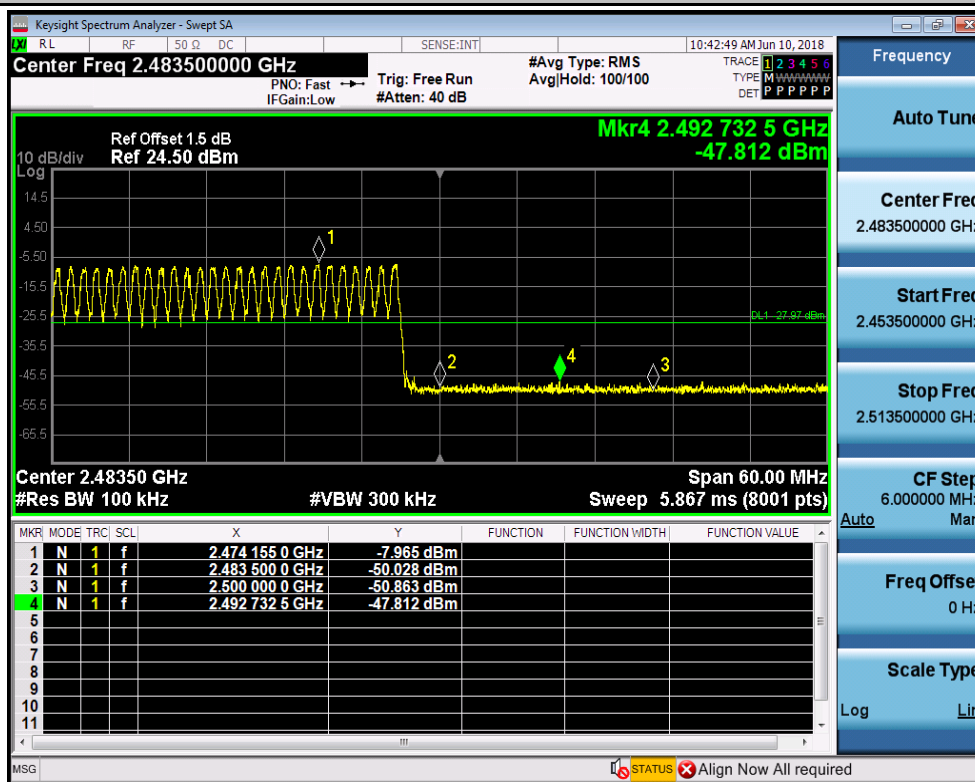 Keysight Spectrum Analyzer - Swept SA
LXI RL RF 50 Ω DC SENSE:INT 10:42:49 AM Jun 10, 2018
Center Freq 2.483500000 GHz
PNO: Fast
IFGain:Low
Trig: Free Run
#Atten: 40 dB
#Avg Type: RMS
Avg|Hold: 100/100
TRACE 1 2 3 4 5 6
TYPE M WWWWW
DET P P P P P P
Mkr4 2.492 732 5 GHz
-47.812 dBm
Ref Offset 1.5 dB
10 dB/div Ref 24.50 dBm
Log
14.5
4.50
-5.50
-15.5
-25.5
-35.5
-45.5
-55.5
-65.5
1
2
4
3
DL1 -27.97 dBm
Center 2.48350 GHz Span 60.00 MHz
#Res BW 100 kHz #VBW 300 kHz Sweep 5.867 ms (8001 pts)
MKR MODE TRC SCL X Y FUNCTION FUNCTION WIDTH FUNCTION VALUE
1 N 1 f 2.474 155 0 GHz -7.965 dBm
2 N 1 f 2.483 500 0 GHz -50.028 dBm
3 N 1 f 2.500 000 0 GHz -50.863 dBm
4 N 1 f 2.492 732 5 GHz -47.812 dBm
5
6
7
8
9
10
11
MSG STATUS Align Now All required
Frequency
Auto Tune
Center Freq
2.483500000 GHz
Start Freq
2.453500000 GHz
Stop Freq
2.513500000 GHz
CF Step
6.000000 MHz
Auto Man
Freq Offset
0 Hz
Scale Type
Log Lin